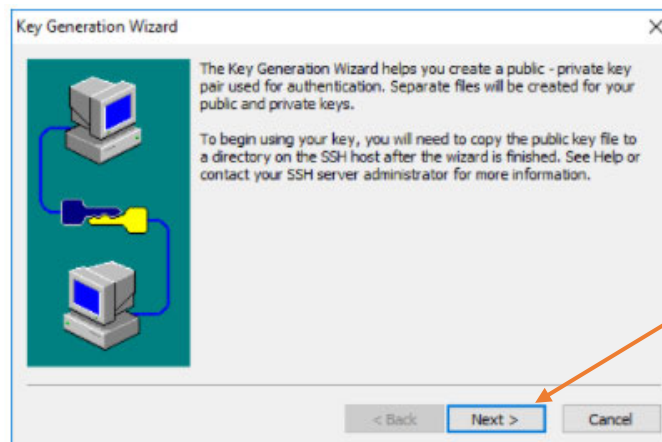 Key Generation Wizard
The Key Generation Wizard helps you create a public - private key
pair used for authentication. Separate files will be created for your
public and private keys.
To begin using your key, you will need to copy the public key file to
a directory on the SSH host after the wizard is finished. See Help or
contact your SSH server administrator for more information.
< Back Next > Cancel